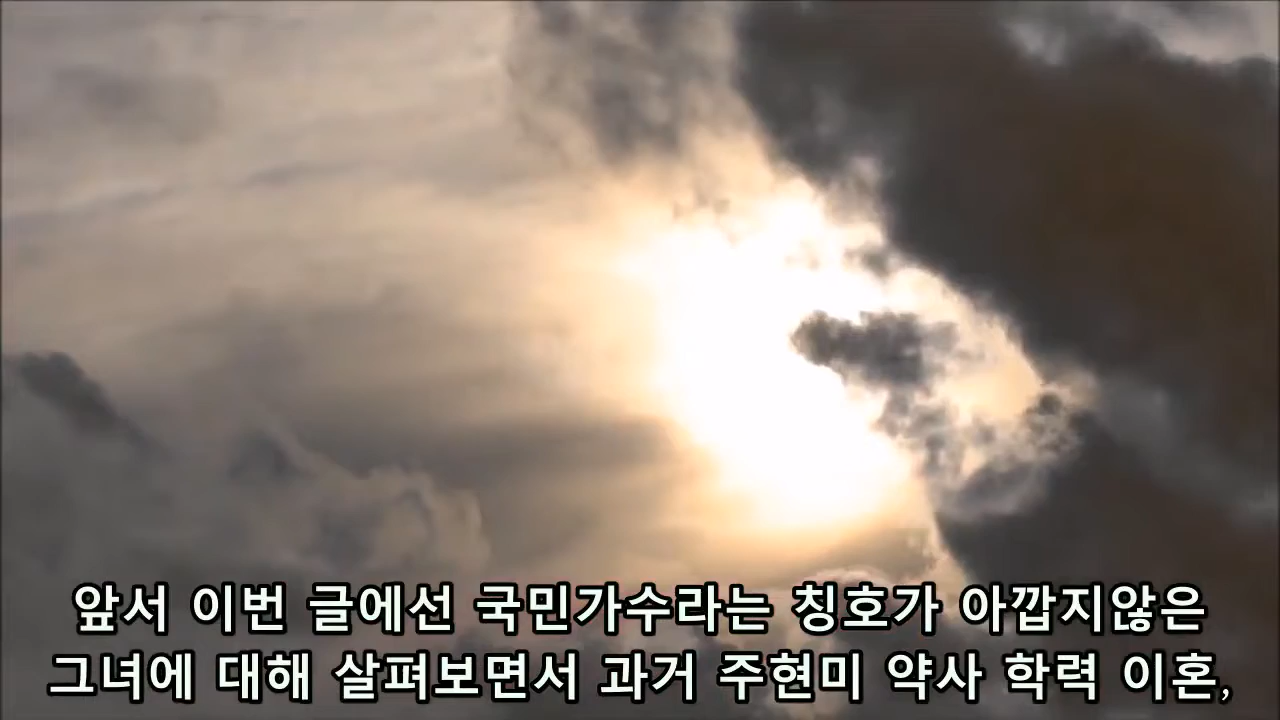 앞서 이번 글에선 국민가수라는 칭호가 아깝지않은
그녀에 대해 살펴보면서 과거 주현미 약사 학력 이혼,